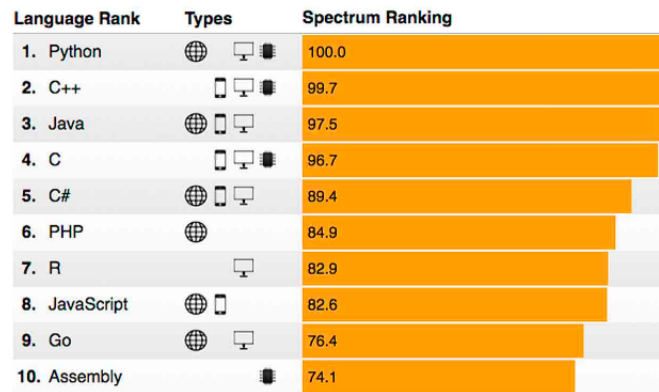 Language Rank Types Spectrum Ranking
1. Python 100.0
2. C++ 99.7
3. Java 97.5
4. C 96.7
5. C# 89.4
6. PHP 84.9
7. R 82.9
8. JavaScript 82.6
9. Go 76.4
10. Assembly 74.1